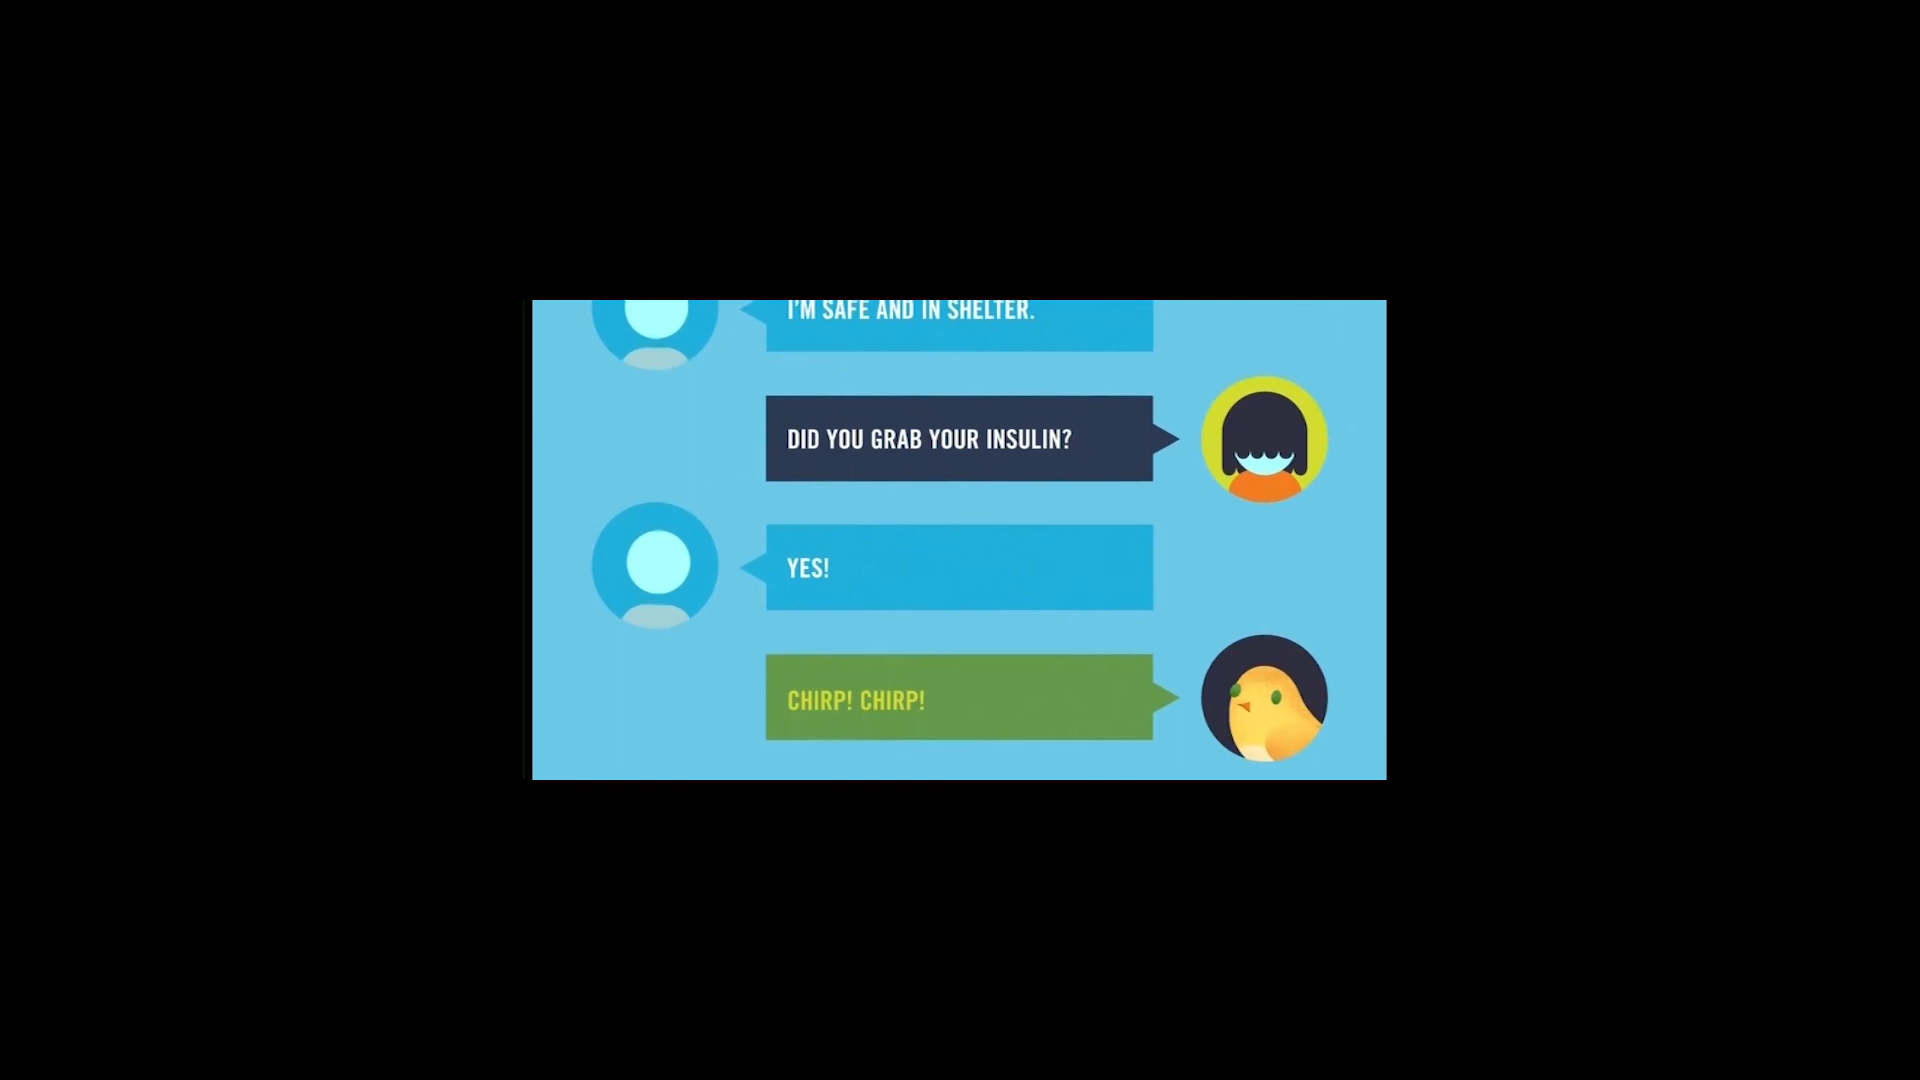 I'M SAFE AND IN SHELTER.
DID YOU GRAB YOUR INSULIN?
YES!
CHIRP! CHIRP!